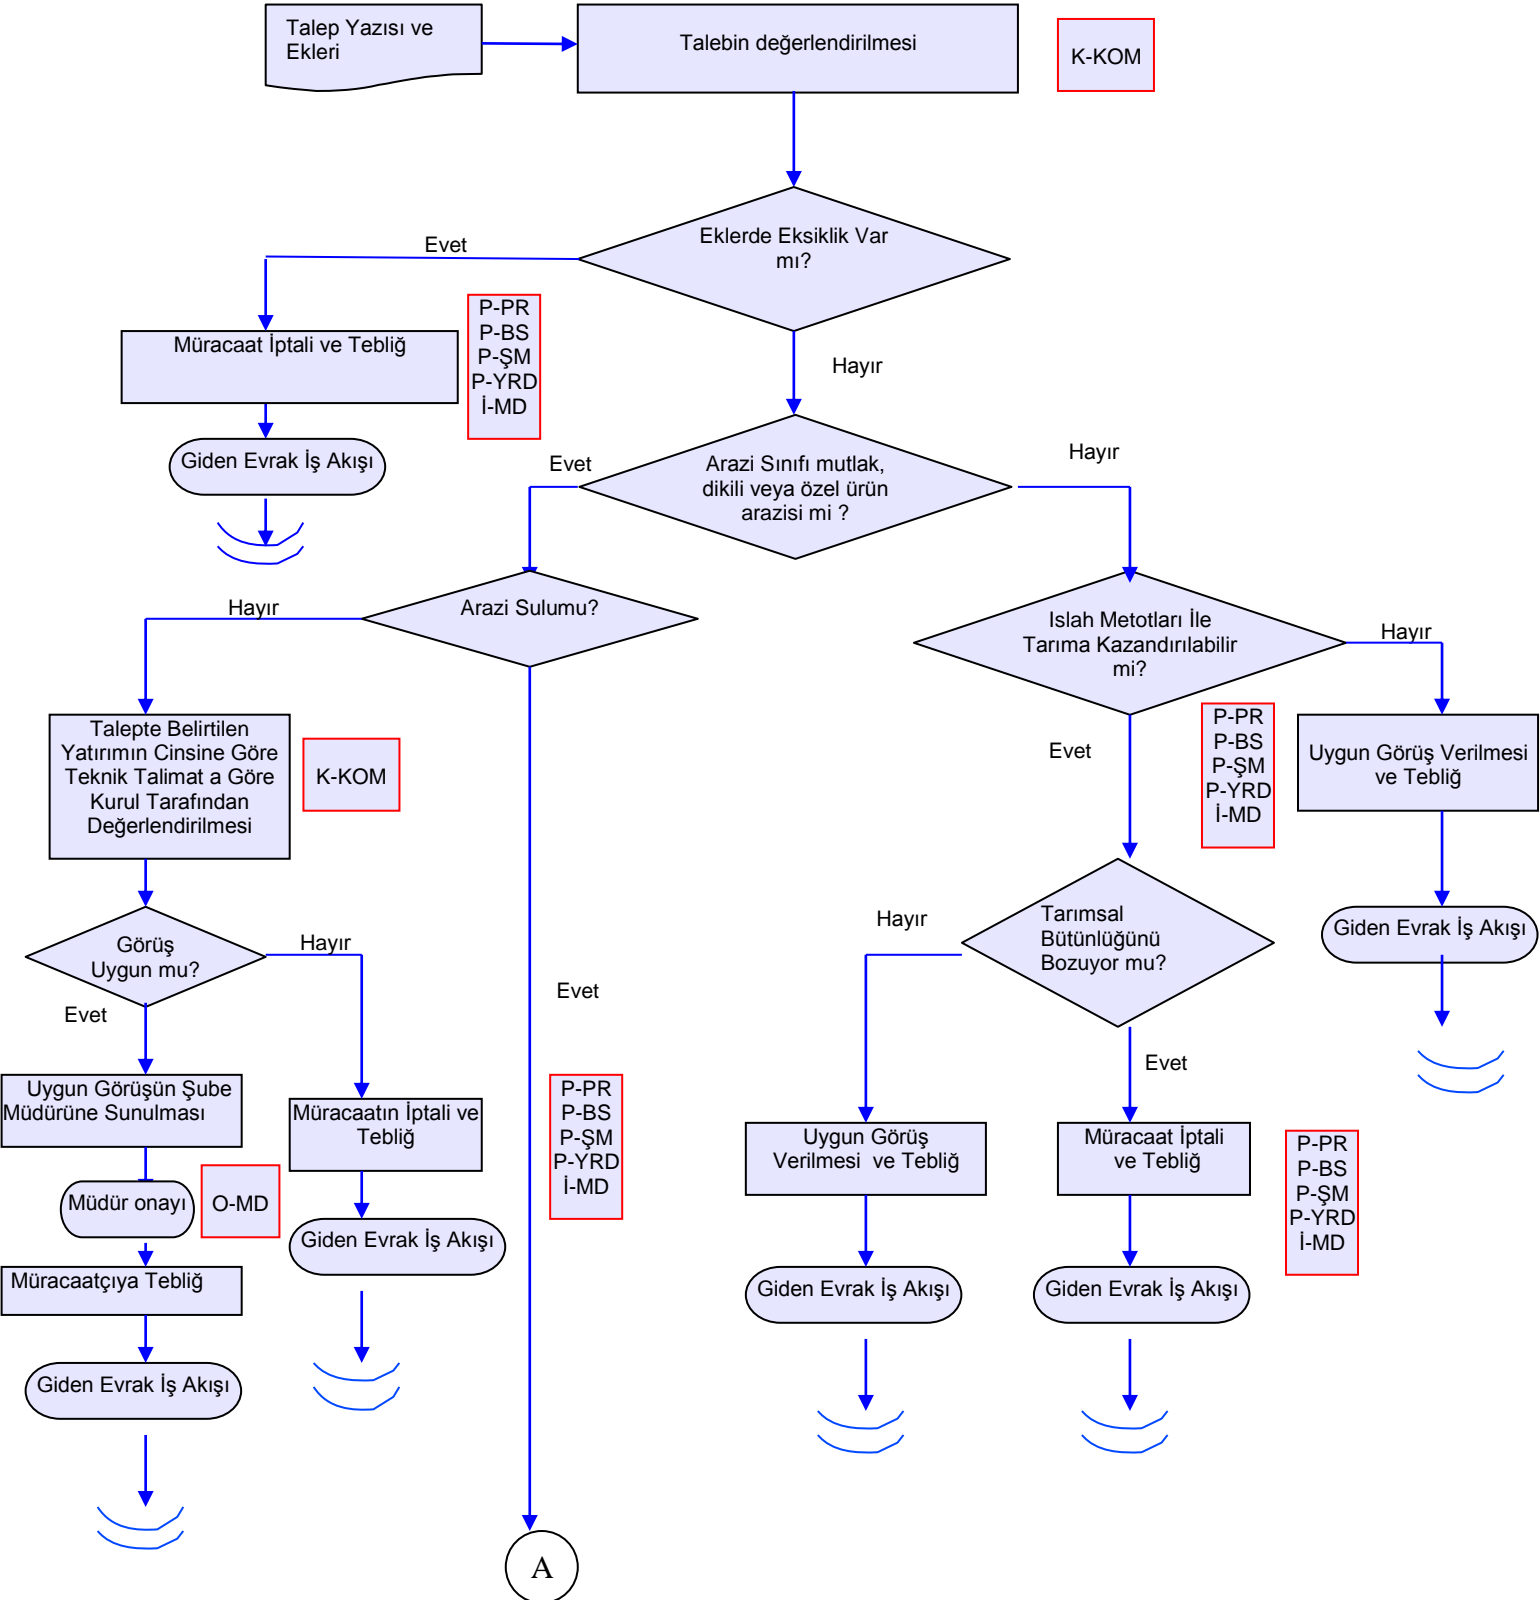 Talep Yazısı ve
Ekleri
Talebin değerlendirilmesi
K-KOM
Eklerde Eksiklik Var
mı?
Evet
Hayır
P-PR
P-BS
P-ŞM
P-YRD
İ-MD
Müracaat İptali ve Tebliğ
Giden Evrak İş Akışı
Arazi Sınıfı mutlak,
dikili veya özel ürün
arazisi mi ?
Evet
Hayır
Arazi Sulumu?
Hayır
Islah Metotları İle
Tarıma Kazandırılabilir
mi?
Hayır
Talepte Belirtilen
Yatırımın Cinsine Göre
Teknik Talimat a Göre
Kurul Tarafından
Değerlendirilmesi
K-KOM
Evet
P-PR
P-BS
P-ŞM
P-YRD
İ-MD
Uygun Görüş Verilmesi
ve Tebliğ
Giden Evrak İş Akışı
Görüş
Uygun mu?
Hayır
Evet
Evet
Hayır
Tarımsal
Bütünlüğünü
Bozuyor mu?
Evet
Uygun Görüşün Şube
Müdürüne Sunulması
Müracaatın İptali ve
Tebliğ
P-PR
P-BS
P-ŞM
P-YRD
İ-MD
Uygun Görüş
Verilmesi  ve Tebliğ
Müracaat İptali
ve Tebliğ
P-PR
P-BS
P-ŞM
P-YRD
İ-MD
Müdür onayı
O-MD
Giden Evrak İş Akışı
Müracaatçıya Tebliğ
Giden Evrak İş Akışı
Giden Evrak İş Akışı
Giden Evrak İş Akışı
A